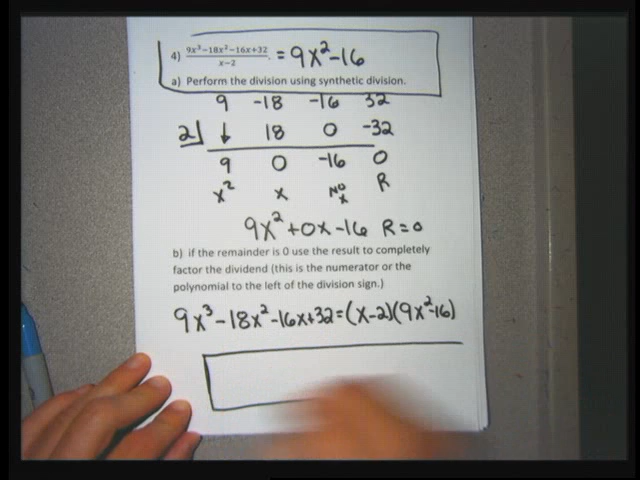 4) 9x³−18x²−16x+32 / x−2 . = 9x²-16
a) Perform the division using synthetic division.
9 -18 -16 32
2 ↓ 18 0 -32
9 0 -16 0
x² x NO x R
9x²+0x-16 R=0
b) if the remainder is 0 use the result to completely
factor the dividend (this is the numerator or the
polynomial to the left of the division sign.)
9x³-18x²-16x+32=(x-2)(9x²-16)